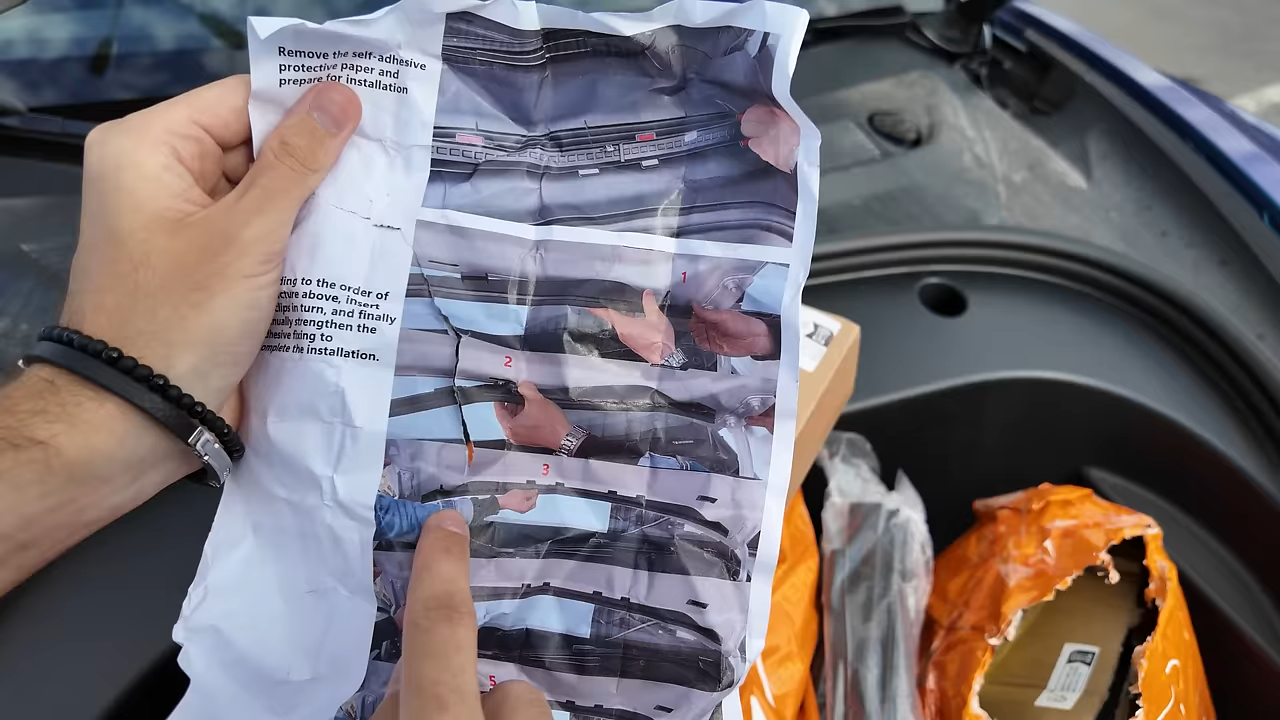 Remove the self-adhesive
protective paper and
prepare for installation
1
ding to the order of
cture above, insert
clips in turn, and finally
nually strengthen the
hesive fixing to
omplete the installation.
2
3
5